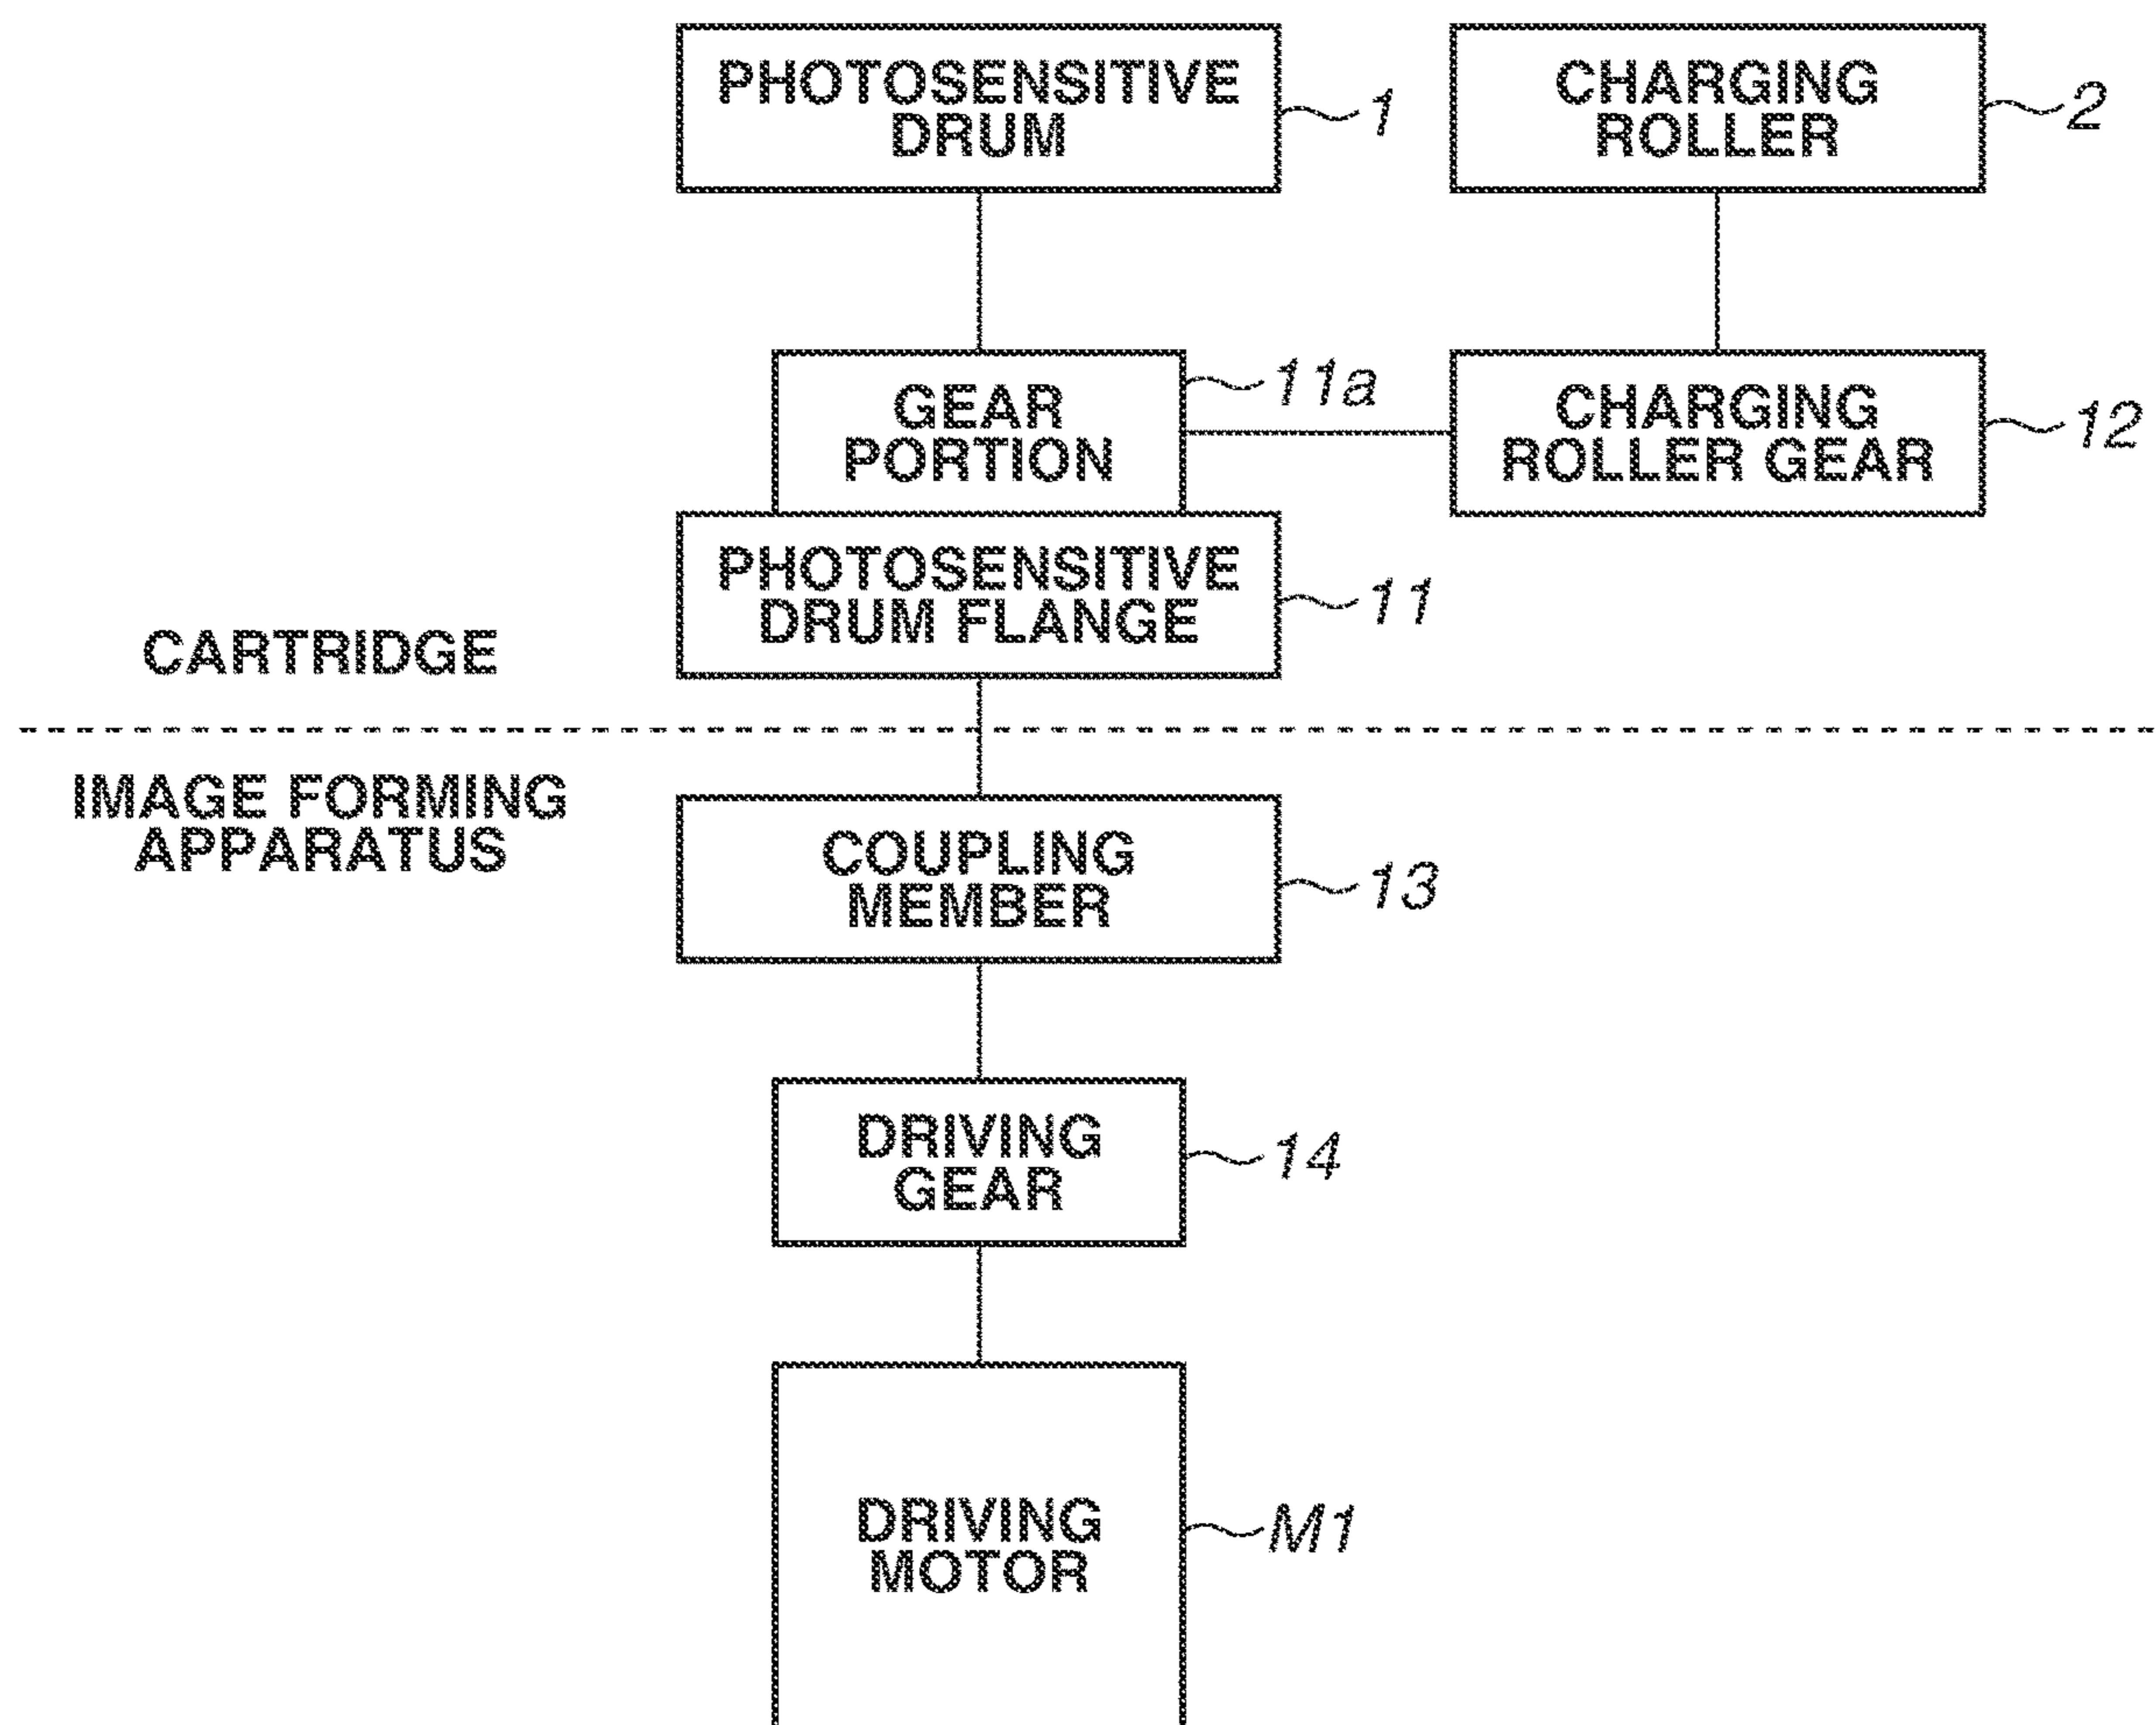 PHOTOSENSITIVE
DRUM
1
CHARGING
ROLLER
2
GEAR
PORTION
11a
CHARGING
ROLLER GEAR
12
PHOTOSENSITIVE
DRUM FLANGE
11
CARTRIDGE
IMAGE FORMING
APPARATUS
COUPLING
MEMBER
13
DRIVING
GEAR
14
DRIVING
MOTOR
M1